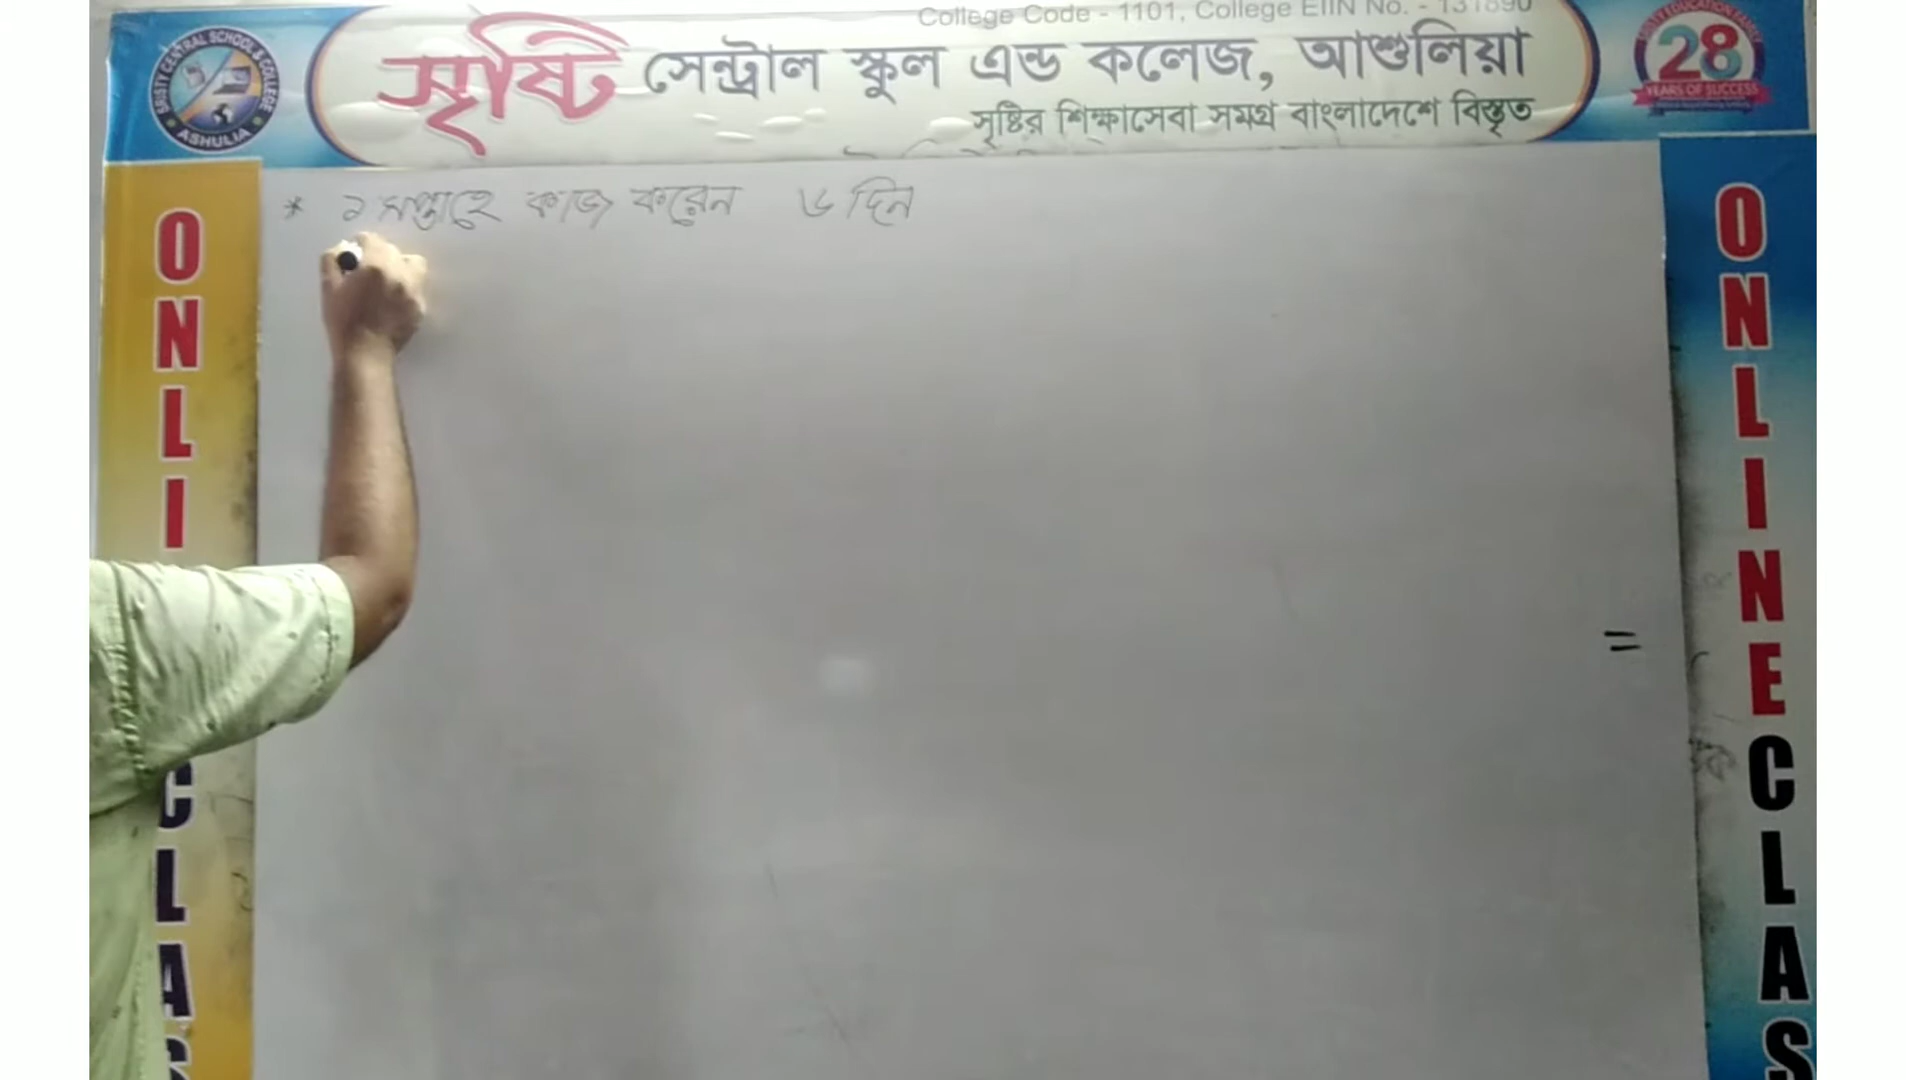 College Code - 1101, College EIIN No. - 131890
সৃষ্টি সেন্ট্রাল স্কুল এন্ড কলেজ, আশুলিয়া
সৃষ্টির শিক্ষাসেবা সমগ্র বাংলাদেশে বিস্তৃত
SRISTY CENTRAL SCHOOL & COLLEGE
ASHULIA
28
YEARS OF SUCCESS
* ১ সপ্তাহে কাজ করেন ৬ দিন
=
ONLI
CLAS
ONLINE
CLAS